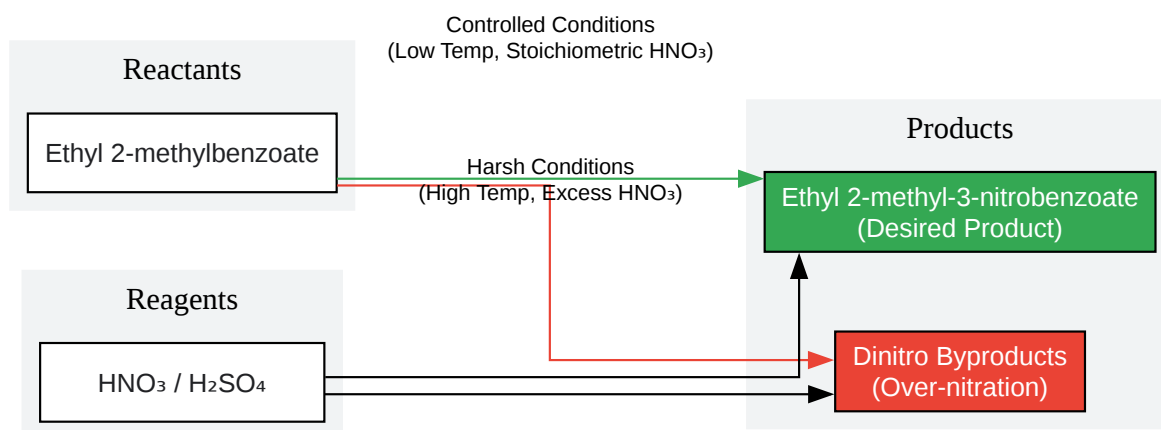 Controlled Conditions
(Low Temp, Stoichiometric HNO₃)
Reactants
Ethyl 2-methylbenzoate
Harsh Conditions
(High Temp, Excess HNO₃)
Products
Ethyl 2-methyl-3-nitrobenzoate
(Desired Product)
Reagents
HNO₃ / H₂SO₄
Dinitro Byproducts
(Over-nitration)